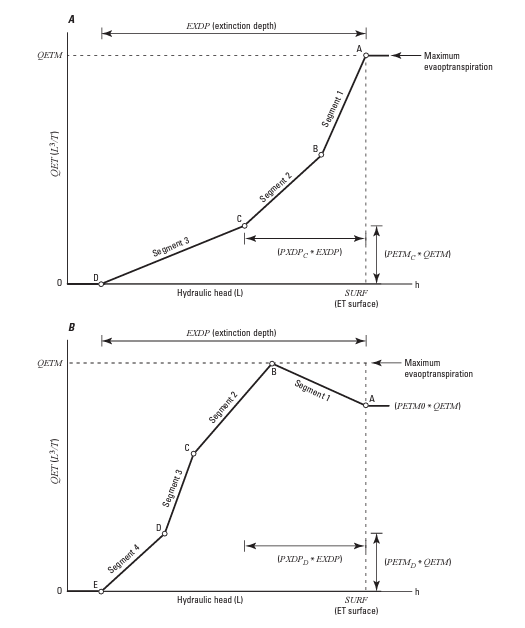 A
EXDP (extinction depth)
QETM
A
Maximum
evaoptranspiration
Segment 1
B
Segment 2
QET (L³/T)
C
Segment 3
(PXDP_C * EXDP)
(PETM_C * QETM)
D
0
h
Hydraulic head (L)
SURF
(ET surface)
B
EXDP (extinction depth)
QETM
Maximum
evaoptranspiration
B
Segment 1
A
(PETM0 * QETM)
Segment 2
QET (L³/T)
C
Segment 3
D
(PXDP_D * EXDP)
(PETM_D * QETM)
Segment 4
E
0
h
Hydraulic head (L)
SURF
(ET surface)